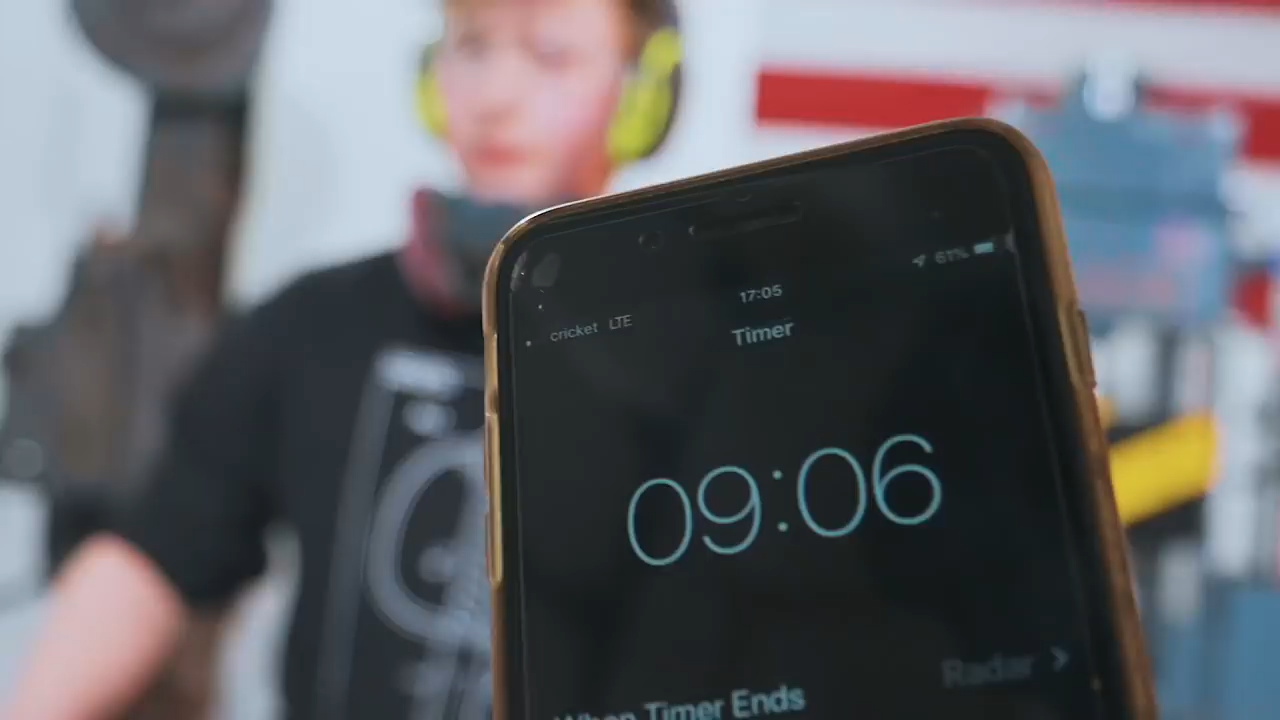 61%
17:05
cricket LTE
Timer
09:06
Radar >
When Timer Ends